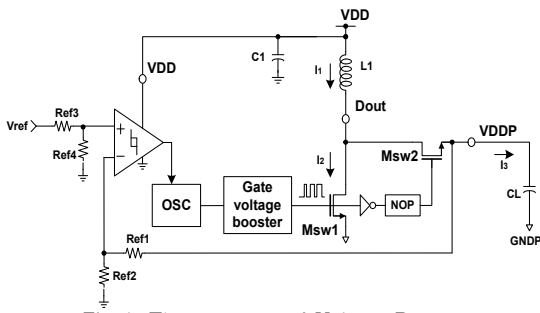 VDD
C1
I1
L1
VDD
Dout
Ref3
Vref
+
Ref4
−
Msw2
VDDP
I2
I3
OSC
Gate
voltage
booster
NOP
CL
Msw1
Ref1
GNDP
Ref2